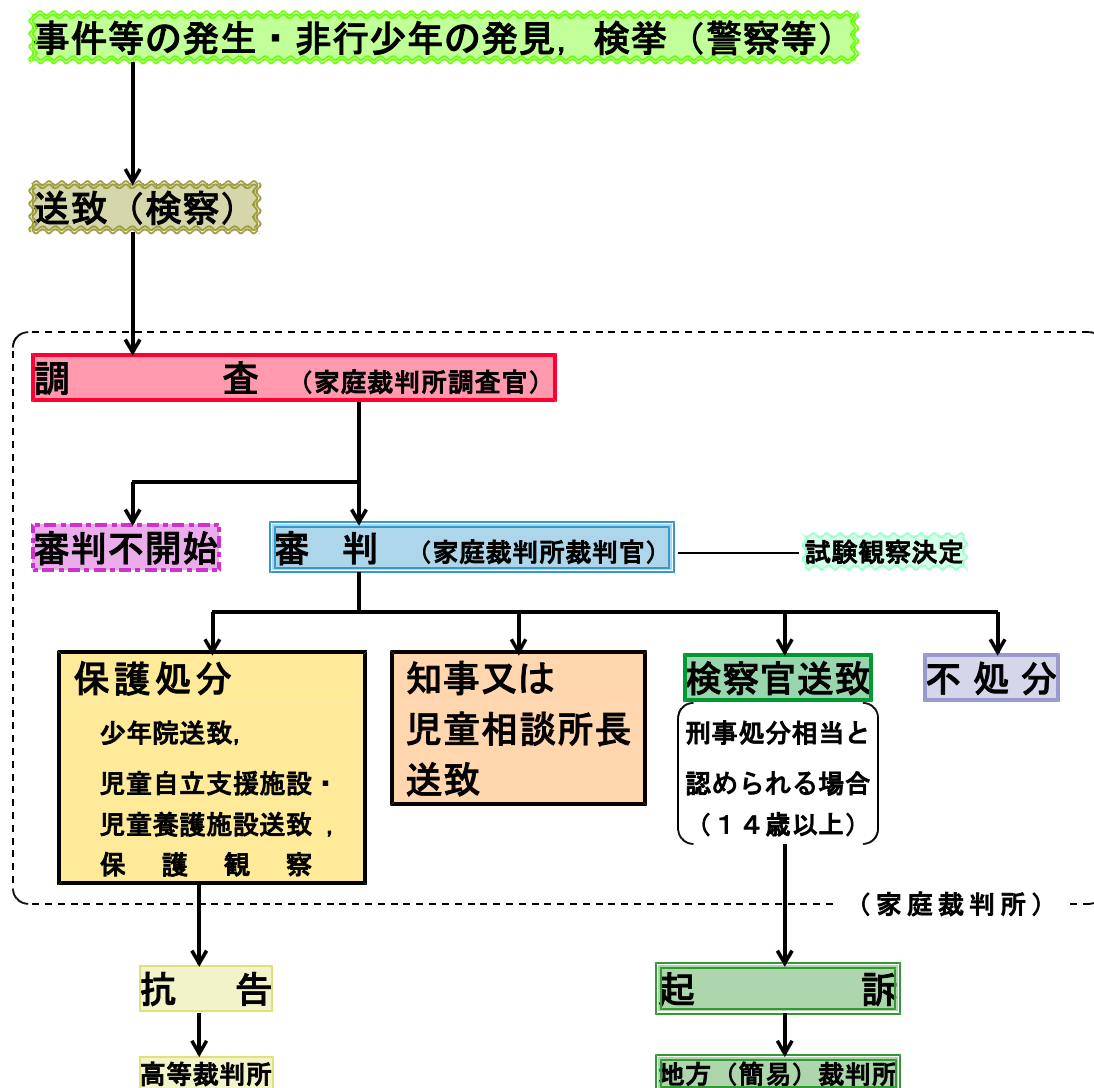 事件等の発生・非行少年の発見，検挙（警察等）
送致（検察）
調　　　　査　（家庭裁判所調査官）
審判不開始
審　判　（家庭裁判所裁判官）
試験観察決定
保護処分
少年院送致，
児童自立支援施設・
児童養護施設送致，
保　護　観　察
知事又は
児童相談所長
送致
検察官送致
刑事処分相当と
認められる場合
（１４歳以上）
不 処 分
（家庭裁判所）
抗　　告
起　　　　訴
高等裁判所
地方（簡易）裁判所